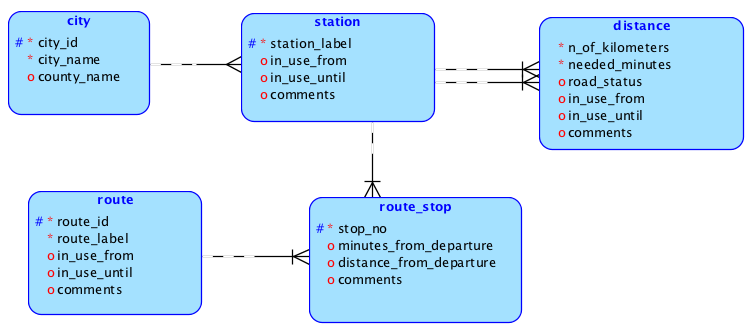 city
# * city_id
* city_name
o county_name
station
# * station_label
o in_use_from
o in_use_until
o comments
distance
* n_of_kilometers
* needed_minutes
o road_status
o in_use_from
o in_use_until
o comments
route
# * route_id
* route_label
o in_use_from
o in_use_until
o comments
route_stop
# * stop_no
o minutes_from_departure
o distance_from_departure
o comments